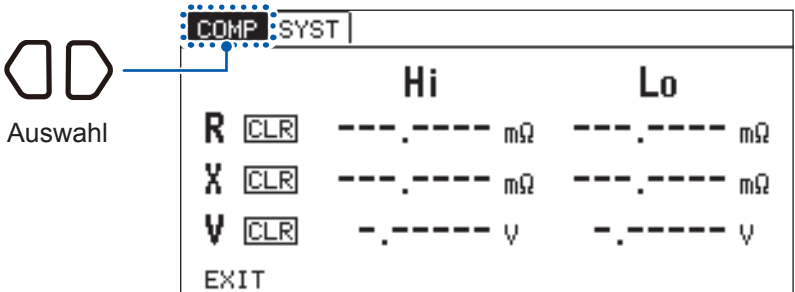 COMP SYST
Hi Lo
Auswahl
R CLR ---.---- mΩ ---.---- mΩ
X CLR ---.---- mΩ ---.---- mΩ
V CLR -.----- V -.----- V
EXIT